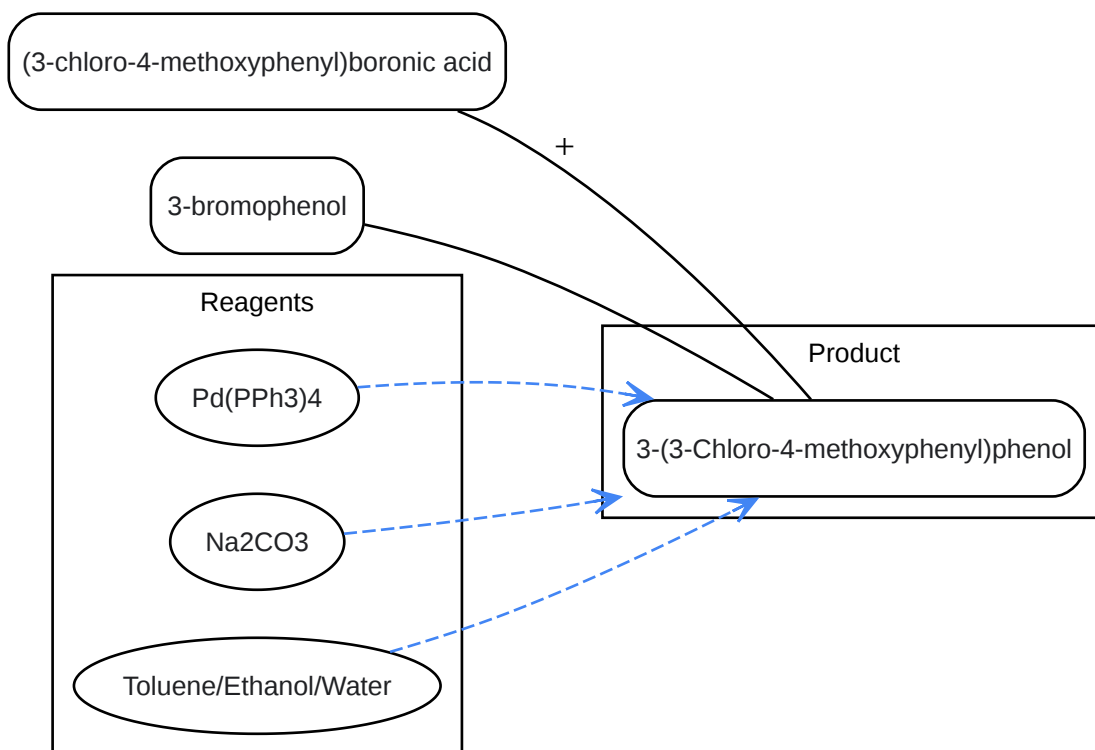 (3-chloro-4-methoxyphenyl)boronic acid
+
3-bromophenol
Reagents
Pd(PPh3)4
Na2CO3
Toluene/Ethanol/Water
Product
3-(3-Chloro-4-methoxyphenyl)phenol